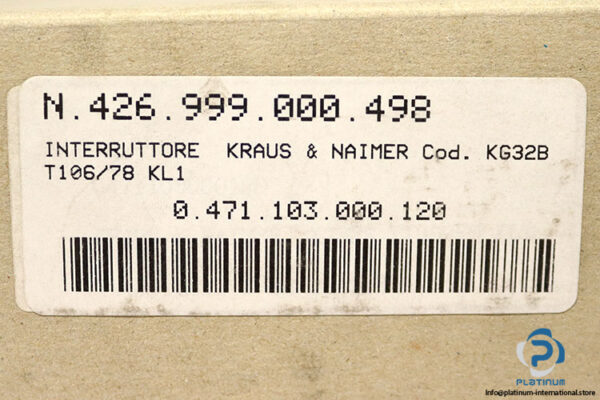 N.426.999.000.498
INTERRUTTORE KRAUS & NAIMER Cod. KG32B
T106/78 KL1
0.471.103.000.120
PLATINUM
info@platinum-international.store